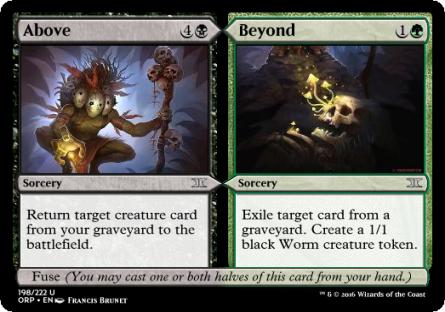 Above 4
Beyond 1
Sorcery
Sorcery
Return target creature card
from your graveyard to the
battlefield.
Exile target card from a
graveyard. Create a 1/1
black Worm creature token.
Fuse (You may cast one or both halves of this card from your hand.)
198/222 U
ORP • EN Francis Brunet
™ & © 2016 Wizards of the Coast